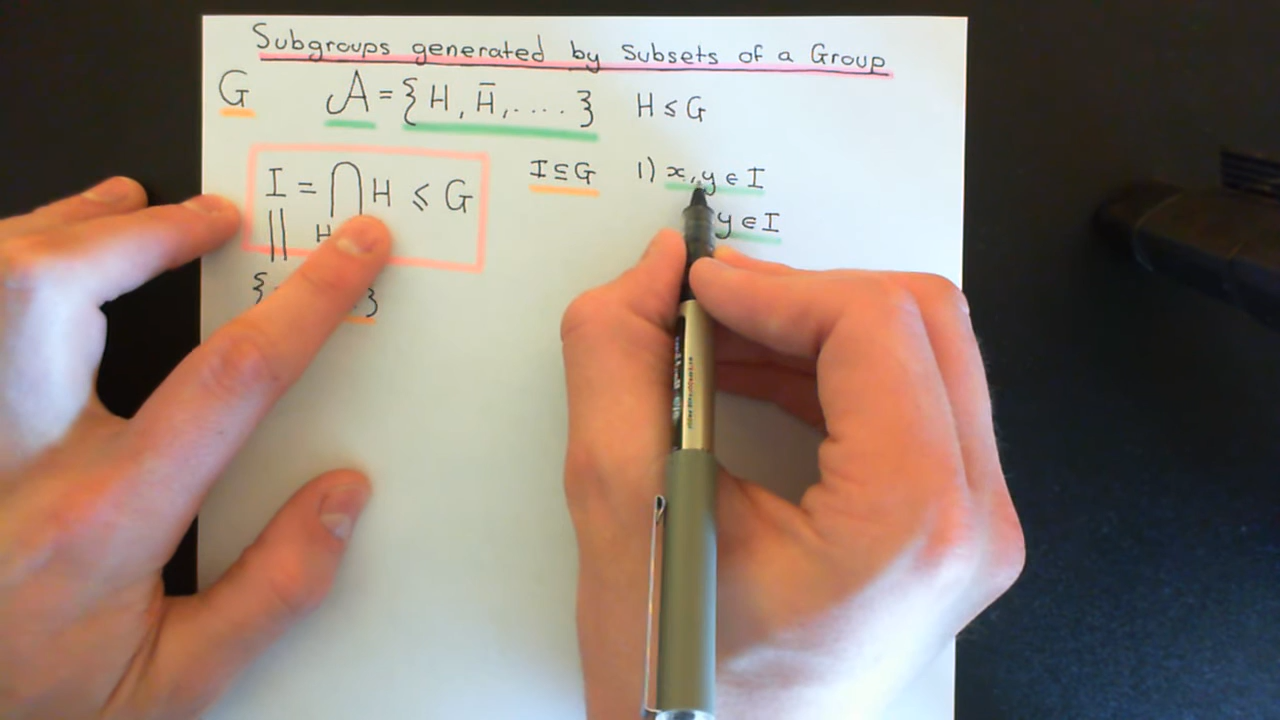 Subgroups generated by Subsets of a Group
G 𝒜 = { H, H̄, .... } H ≤ G
I = ⋂ H ≤ G I ⊆ G 1) x, y ∈ I
|| H y ∈ I
{ }